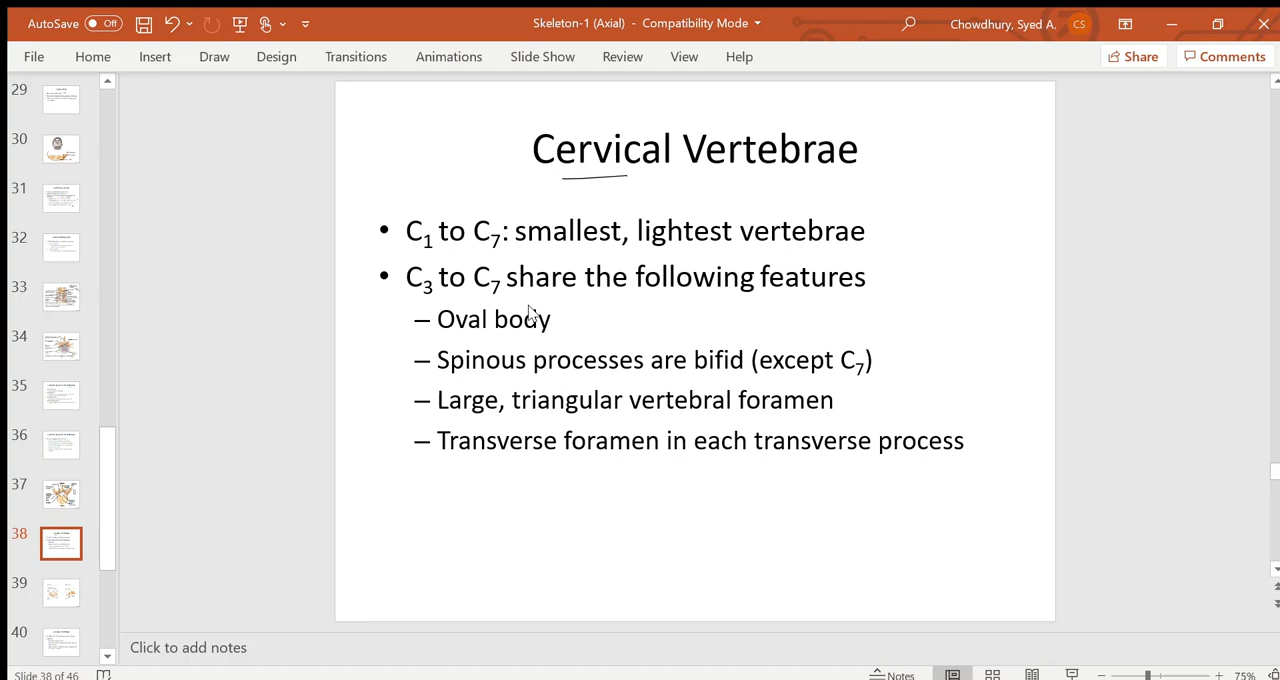 AutoSave Off Skeleton-1 (Axial) - Compatibility Mode Chowdhury, Syed A. CS
File Home Insert Draw Design Transitions Animations Slide Show Review View Help Share Comments
29
30
31
32
33
34
35
36
37
38
39
40
Cervical Vertebrae
• C₁ to C₇: smallest, lightest vertebrae
• C₃ to C₇ share the following features
– Oval body
– Spinous processes are bifid (except C₇)
– Large, triangular vertebral foramen
– Transverse foramen in each transverse process
Click to add notes
Slide 38 of 46 Notes 75%